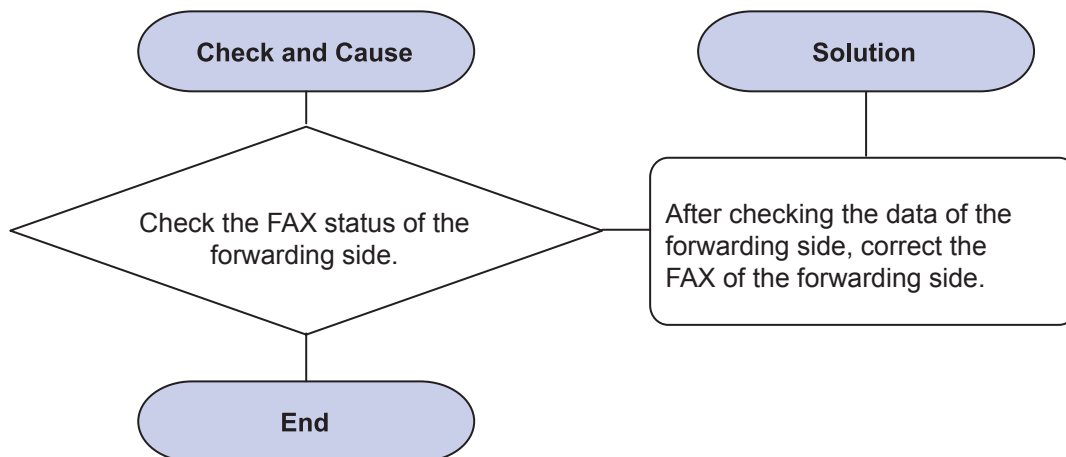 Check and Cause
Solution
Check the FAX status of the
forwarding side.
After checking the data of the
forwarding side, correct the
FAX of the forwarding side.
End